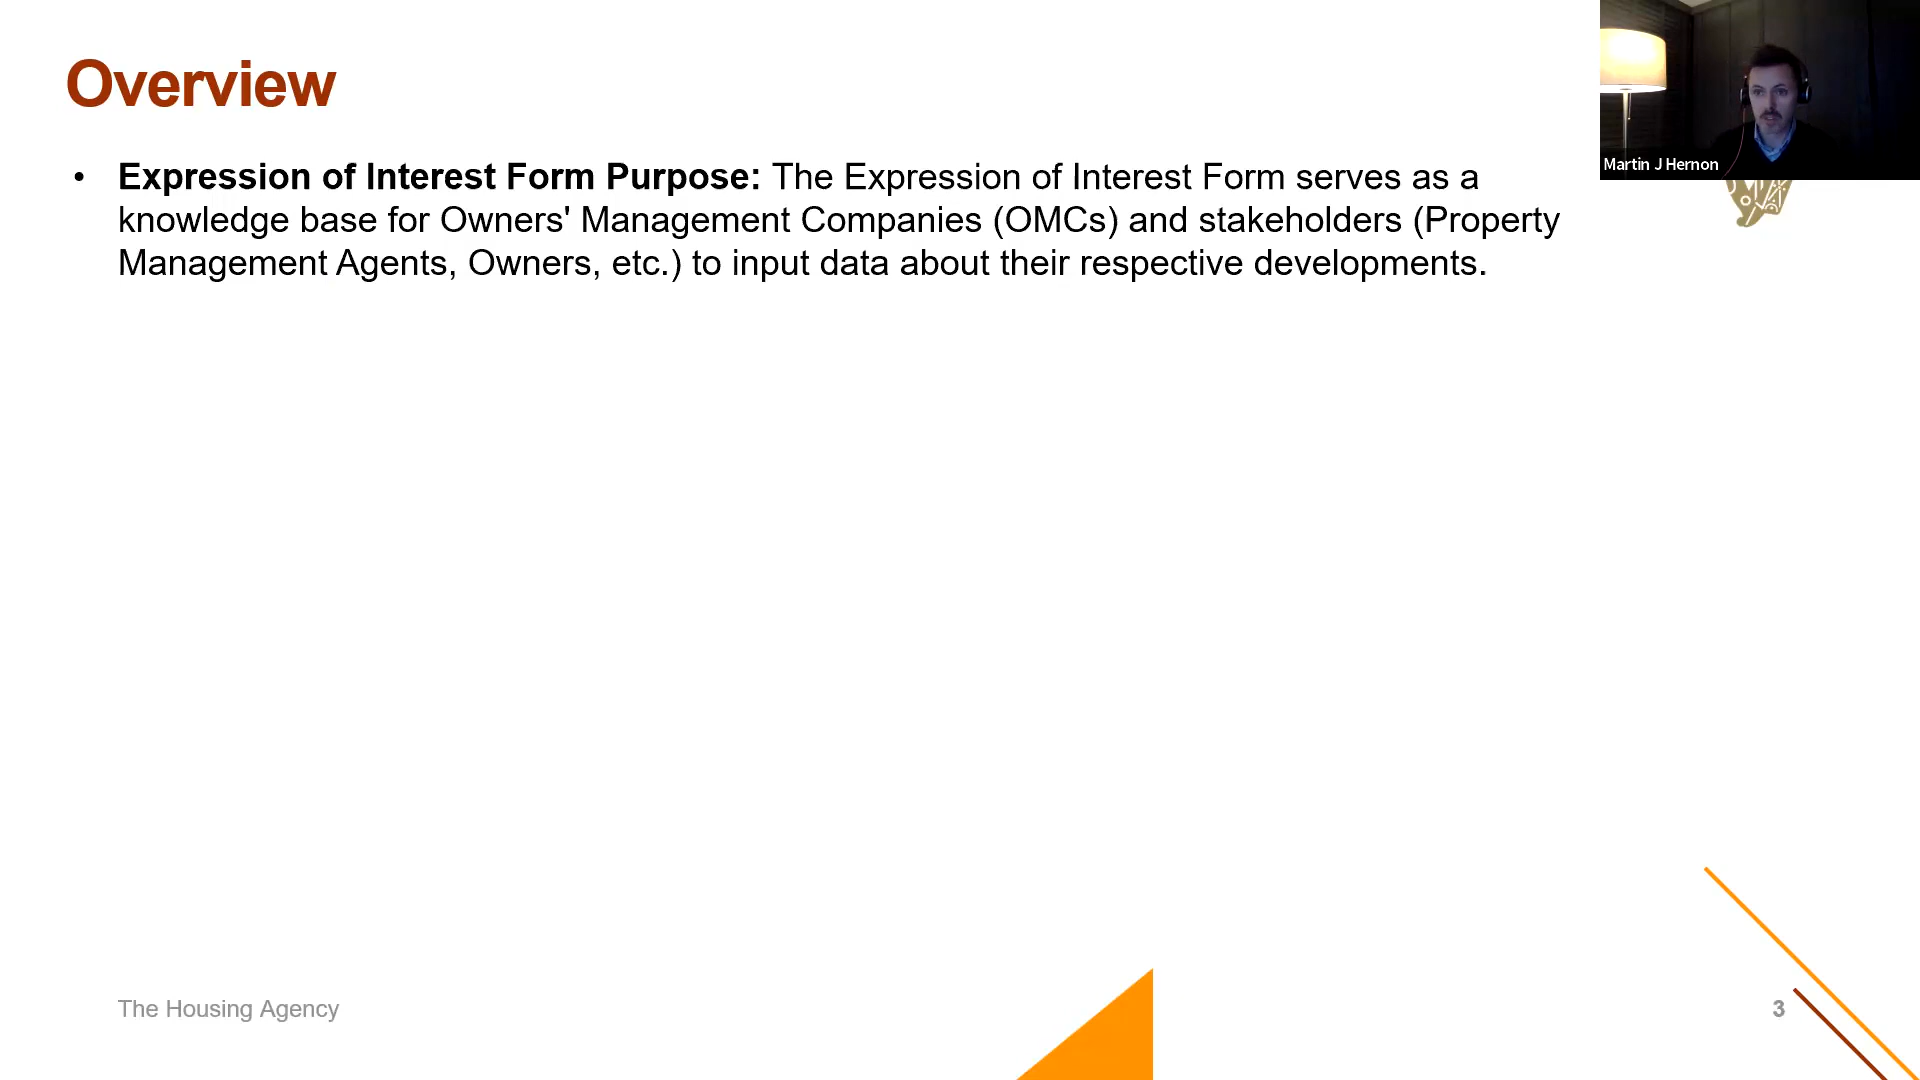 Overview
• Expression of Interest Form Purpose: The Expression of Interest Form serves as a
knowledge base for Owners' Management Companies (OMCs) and stakeholders (Property
Management Agents, Owners, etc.) to input data about their respective developments.
Martin J Hernon
The Housing Agency
3